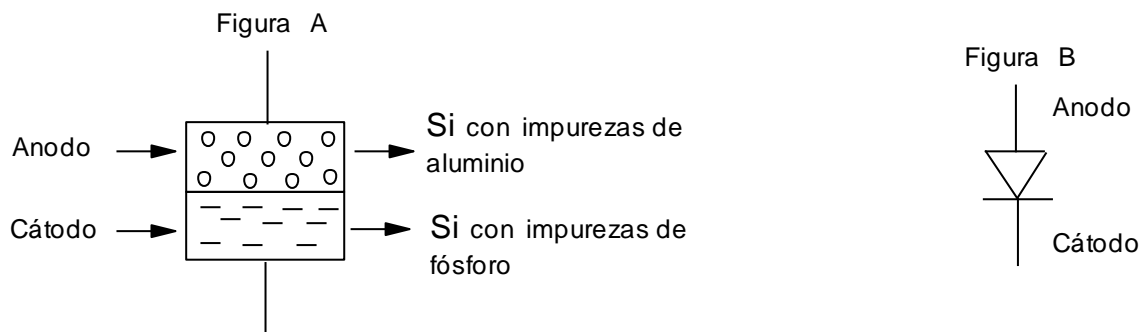 Figura A
Anodo
Cátodo
Si con impurezas de
aluminio
Si con impurezas de
fósforo
Figura B
Anodo
Cátodo